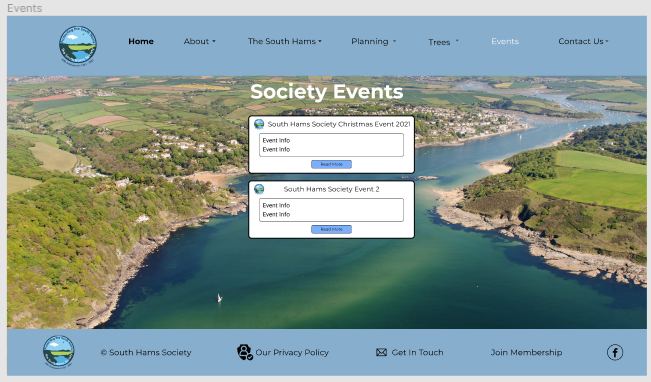 Events
Home About The South Hams Planning Trees Events Contact Us
Society Events
South Hams Society Christmas Event 2021
Event Info
Event Info
Read More
South Hams Society Event 2
Event Info
Event Info
Read More
© South Hams Society Our Privacy Policy Get In Touch Join Membership f